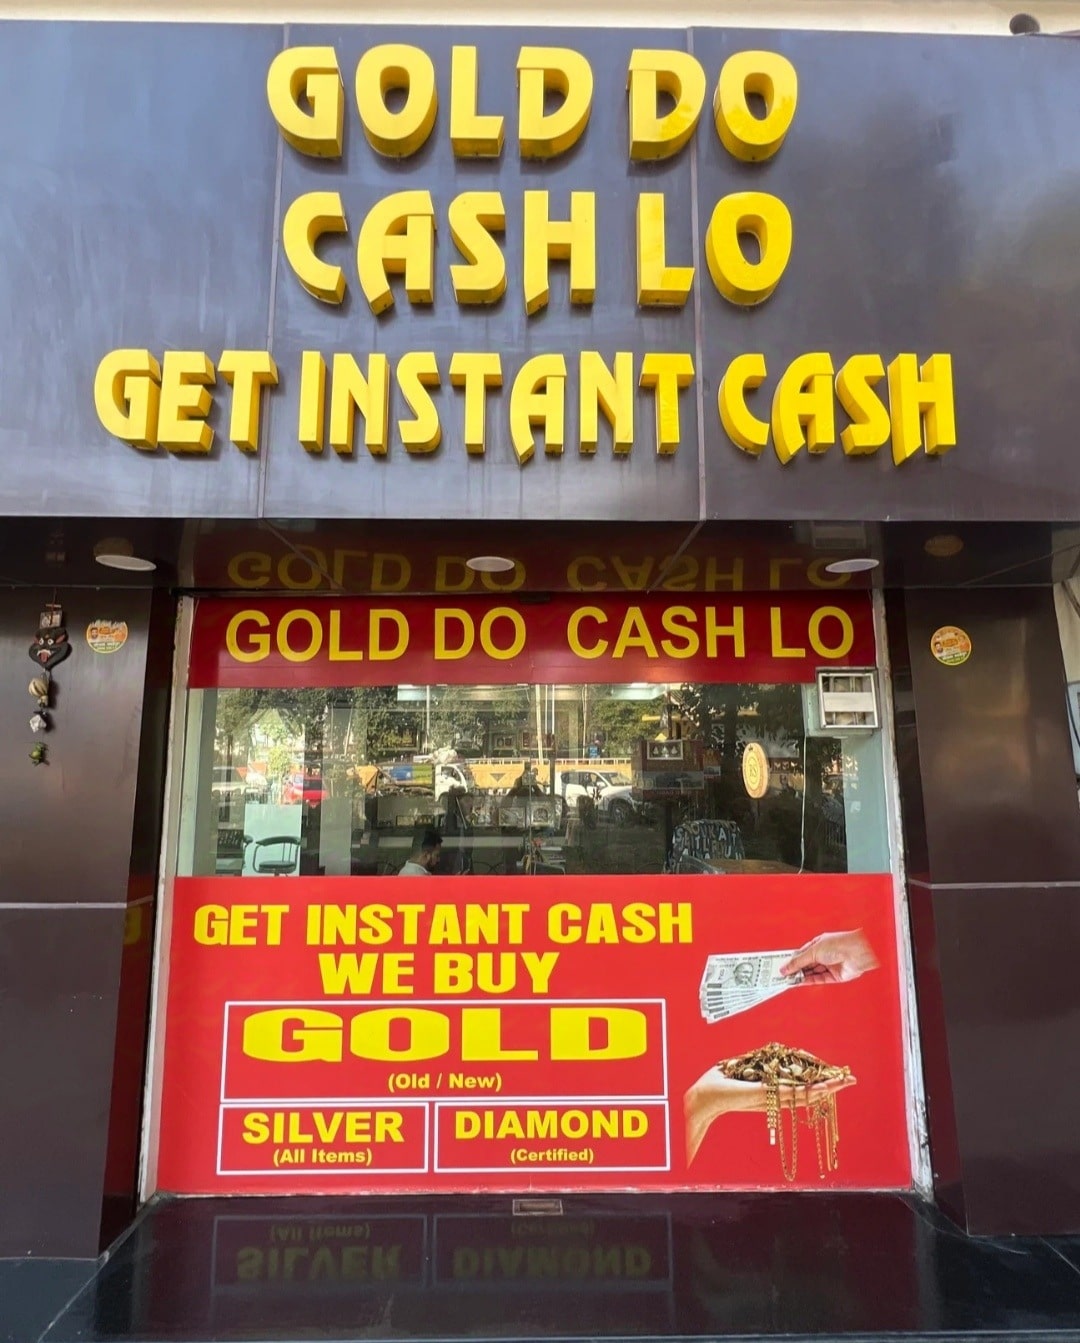 GOLD DO
CASH LO
GET INSTANT CASH
GOLD DO CASH LO
GET INSTANT CASH
WE BUY
GOLD
(Old / New)
SILVER
(All Items)
DIAMOND
(Certified)